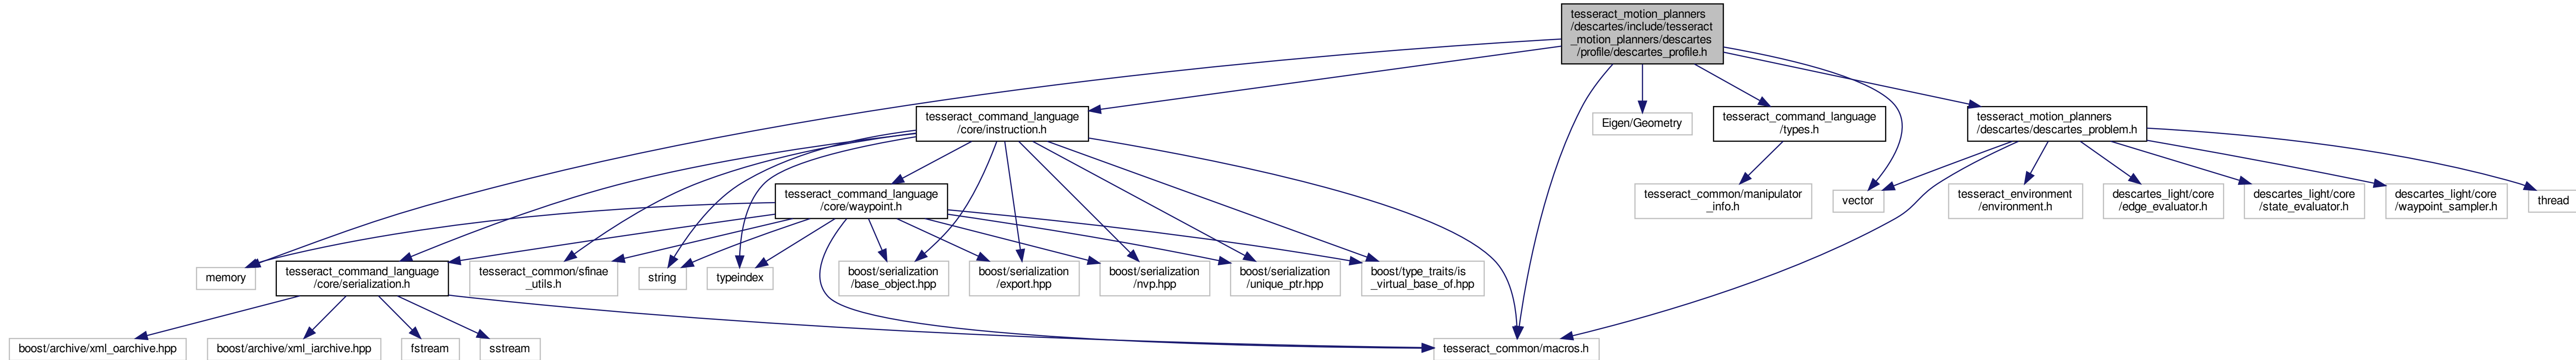 tesseract_motion_planners
/descartes/include/tesseract
_motion_planners/descartes
/profile/descartes_profile.h
tesseract_command_language
/core/instruction.h
Eigen/Geometry
tesseract_command_language
/types.h
tesseract_motion_planners
/descartes/descartes_problem.h
tesseract_command_language
/core/waypoint.h
tesseract_common/manipulator
_info.h
vector
tesseract_environment
/environment.h
descartes_light/core
/edge_evaluator.h
descartes_light/core
/state_evaluator.h
descartes_light/core
/waypoint_sampler.h
thread
memory
tesseract_command_language
/core/serialization.h
tesseract_common/sfinae
_utils.h
string
typeindex
boost/serialization
/base_object.hpp
boost/serialization
/export.hpp
boost/serialization
/nvp.hpp
boost/serialization
/unique_ptr.hpp
boost/type_traits/is
_virtual_base_of.hpp
boost/archive/xml_oarchive.hpp
boost/archive/xml_iarchive.hpp
fstream
sstream
tesseract_common/macros.h